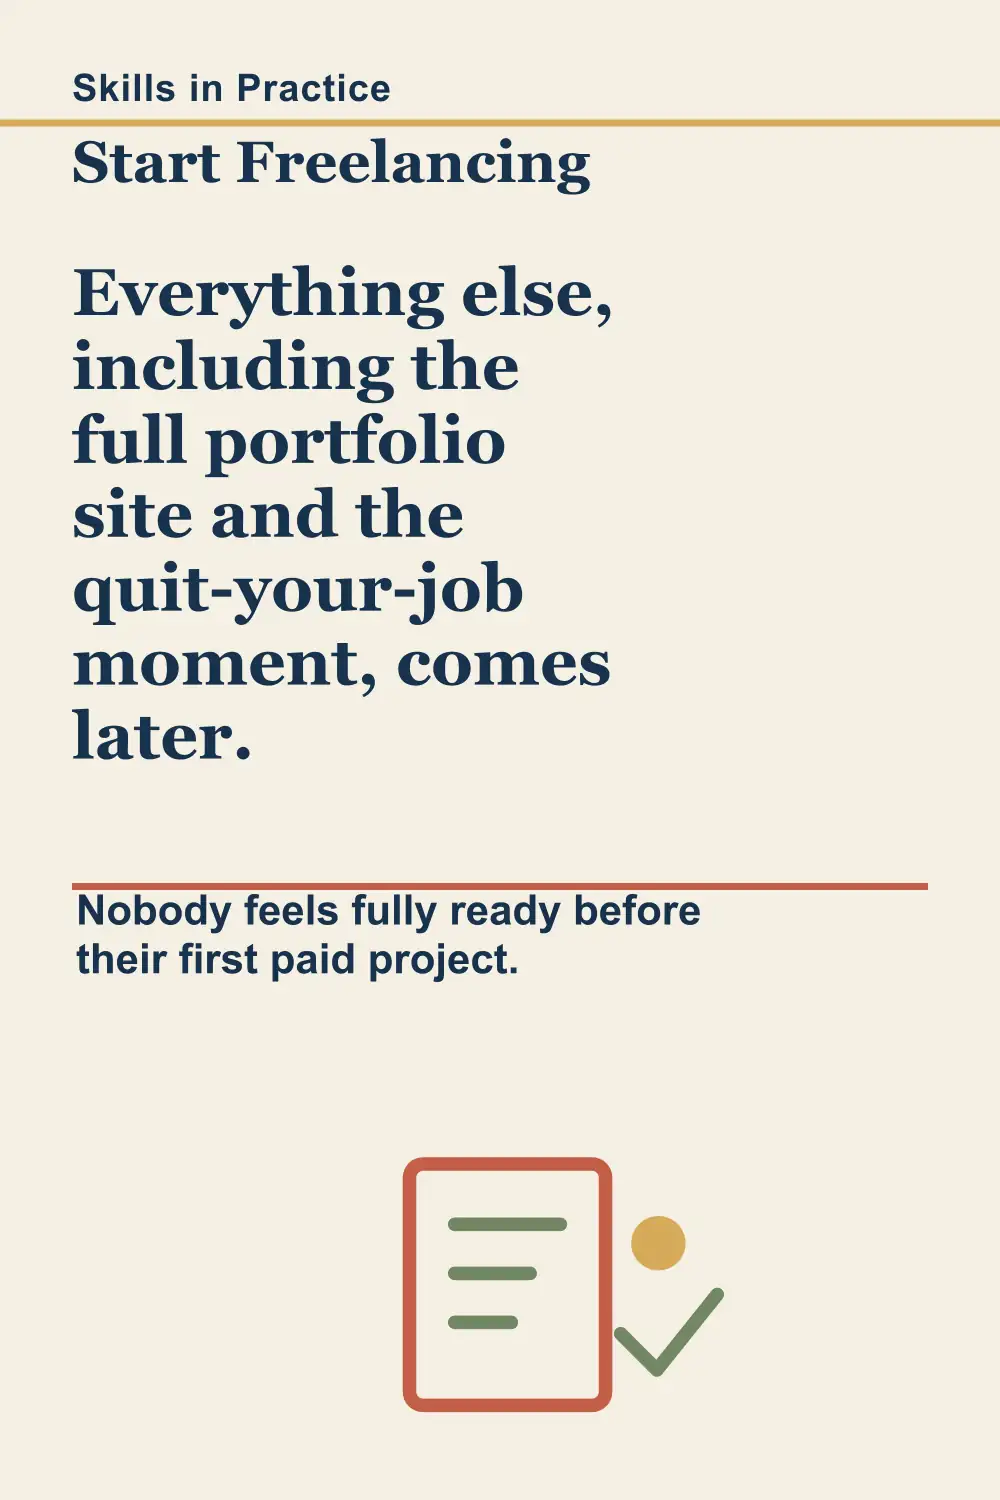 Skills in Practice
Start Freelancing
Everything else,
including the
full portfolio
site and the
quit-your-job
moment, comes
later.
Nobody feels fully ready before
their first paid project.